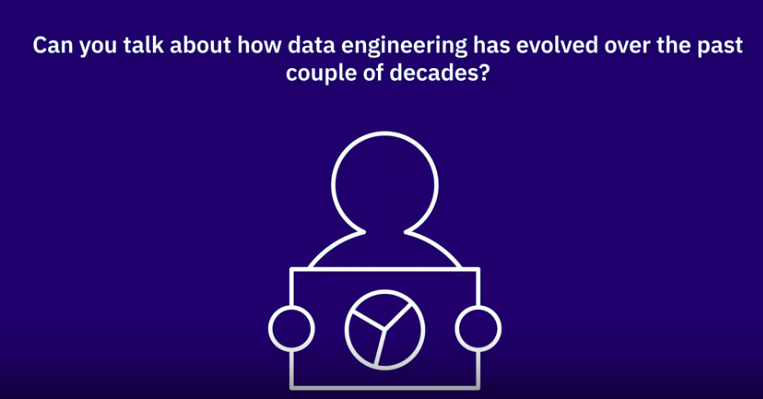 Can you talk about how data engineering has evolved over the past
couple of decades?